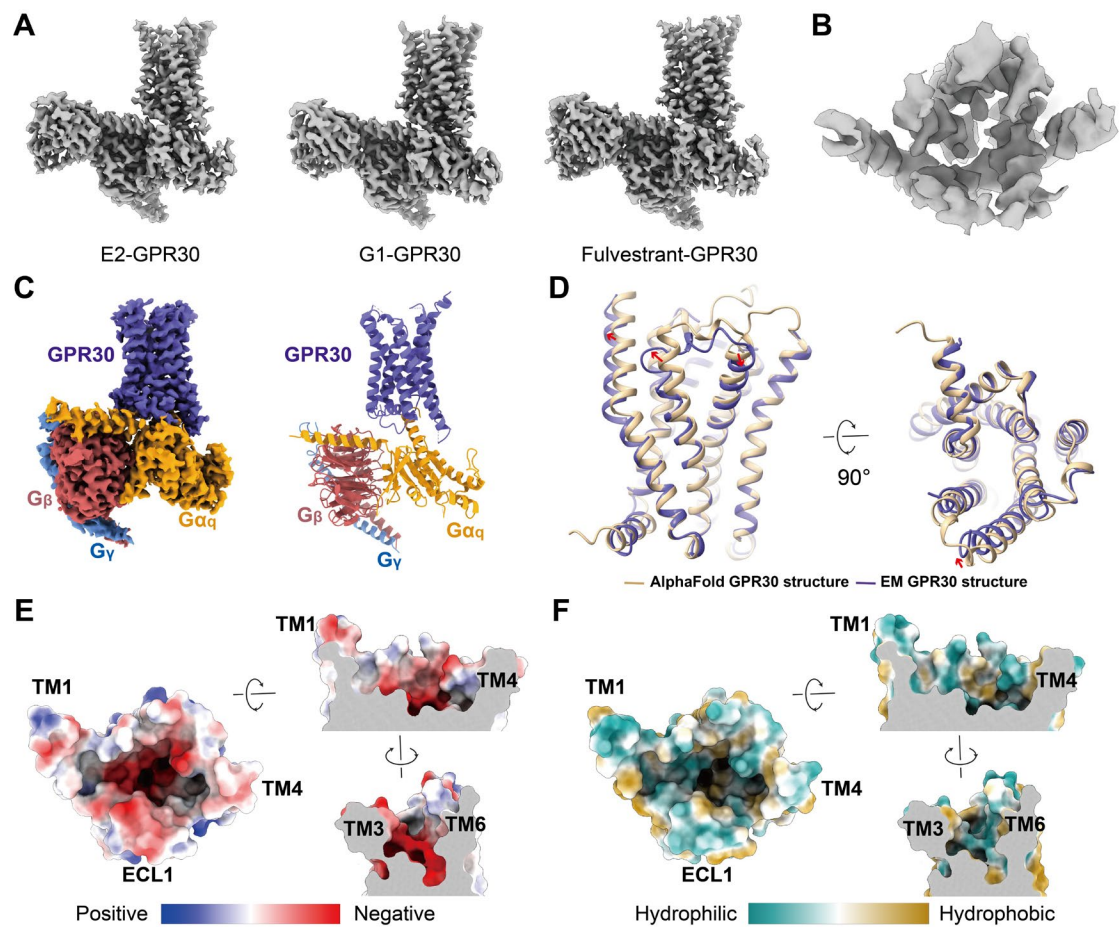 A
B
E2-GPR30
G1-GPR30
Fulvestrant-GPR30
C
D
GPR30
GPR30
Gβ
Gαq
Gγ
Gβ
Gαq
Gγ
90°
AlphaFold GPR30 structure
EM GPR30 structure
E
F
TM1
TM1
TM4
TM4
TM3
TM6
ECL1
Positive
Negative
TM1
TM1
TM4
TM4
TM3
TM6
ECL1
Hydrophilic
Hydrophobic